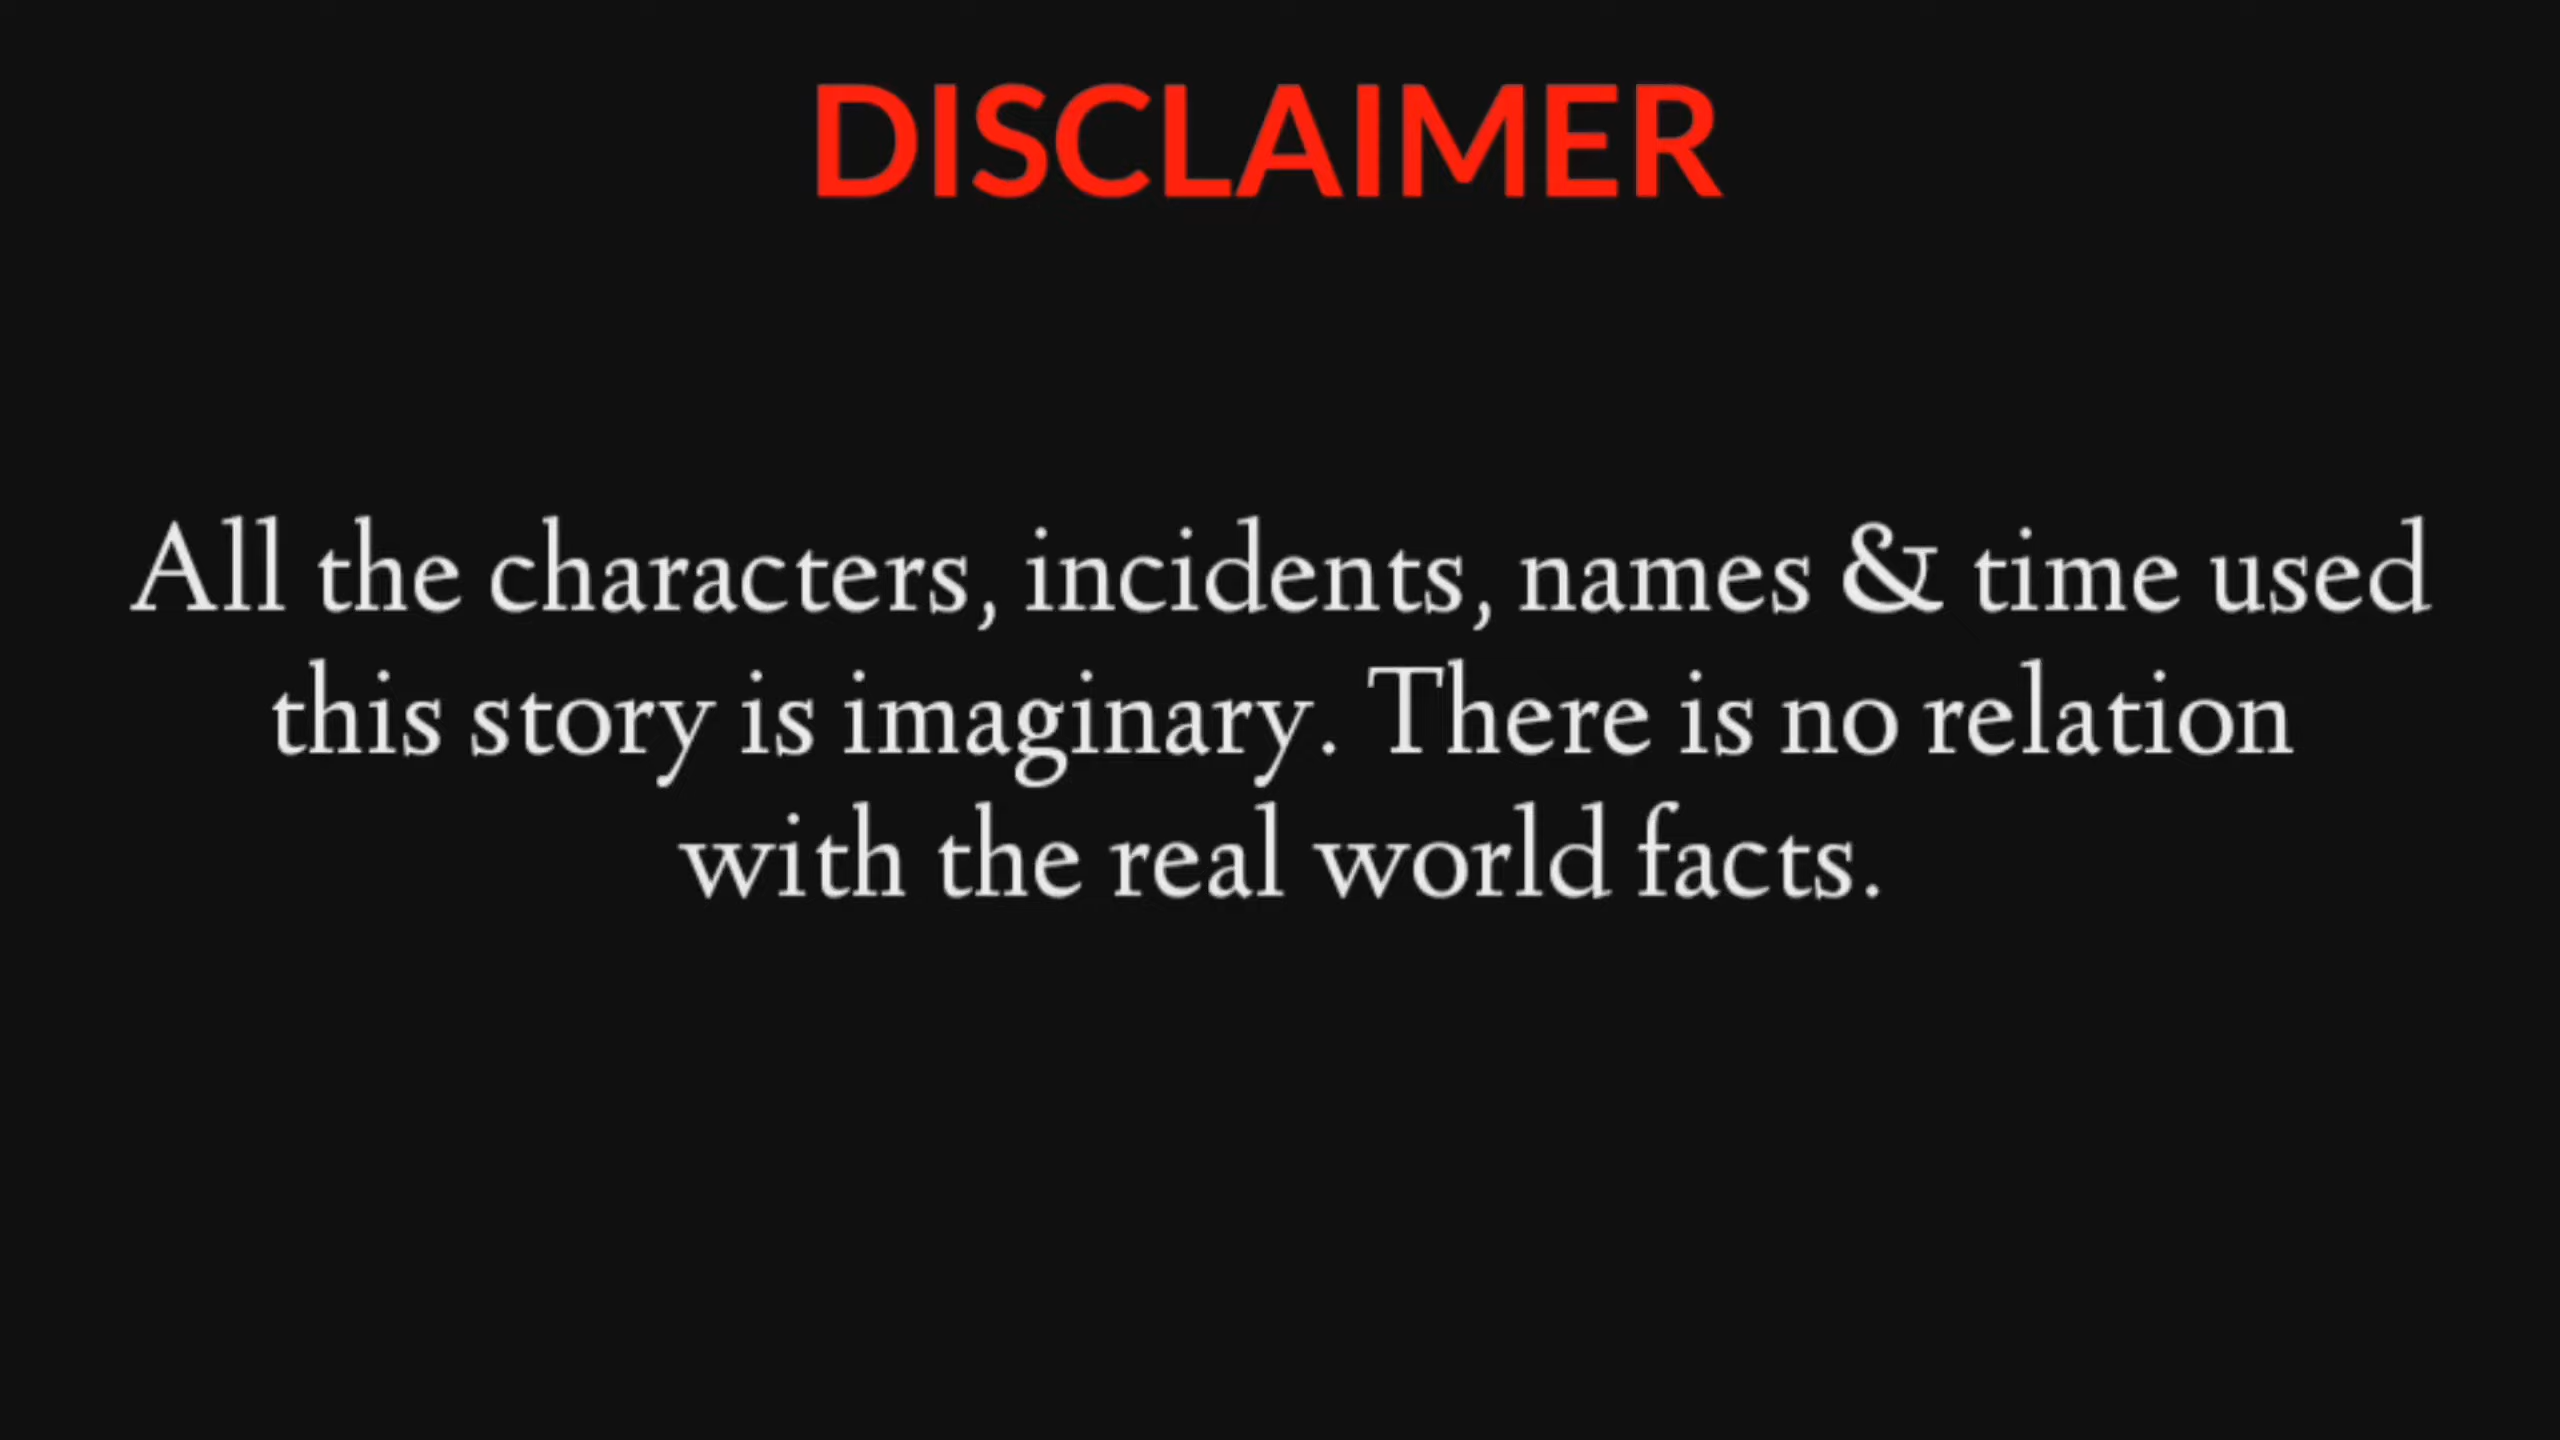 DISCLAIMER
All the characters, incidents, names & time used
this story is imaginary. There is no relation
with the real world facts.